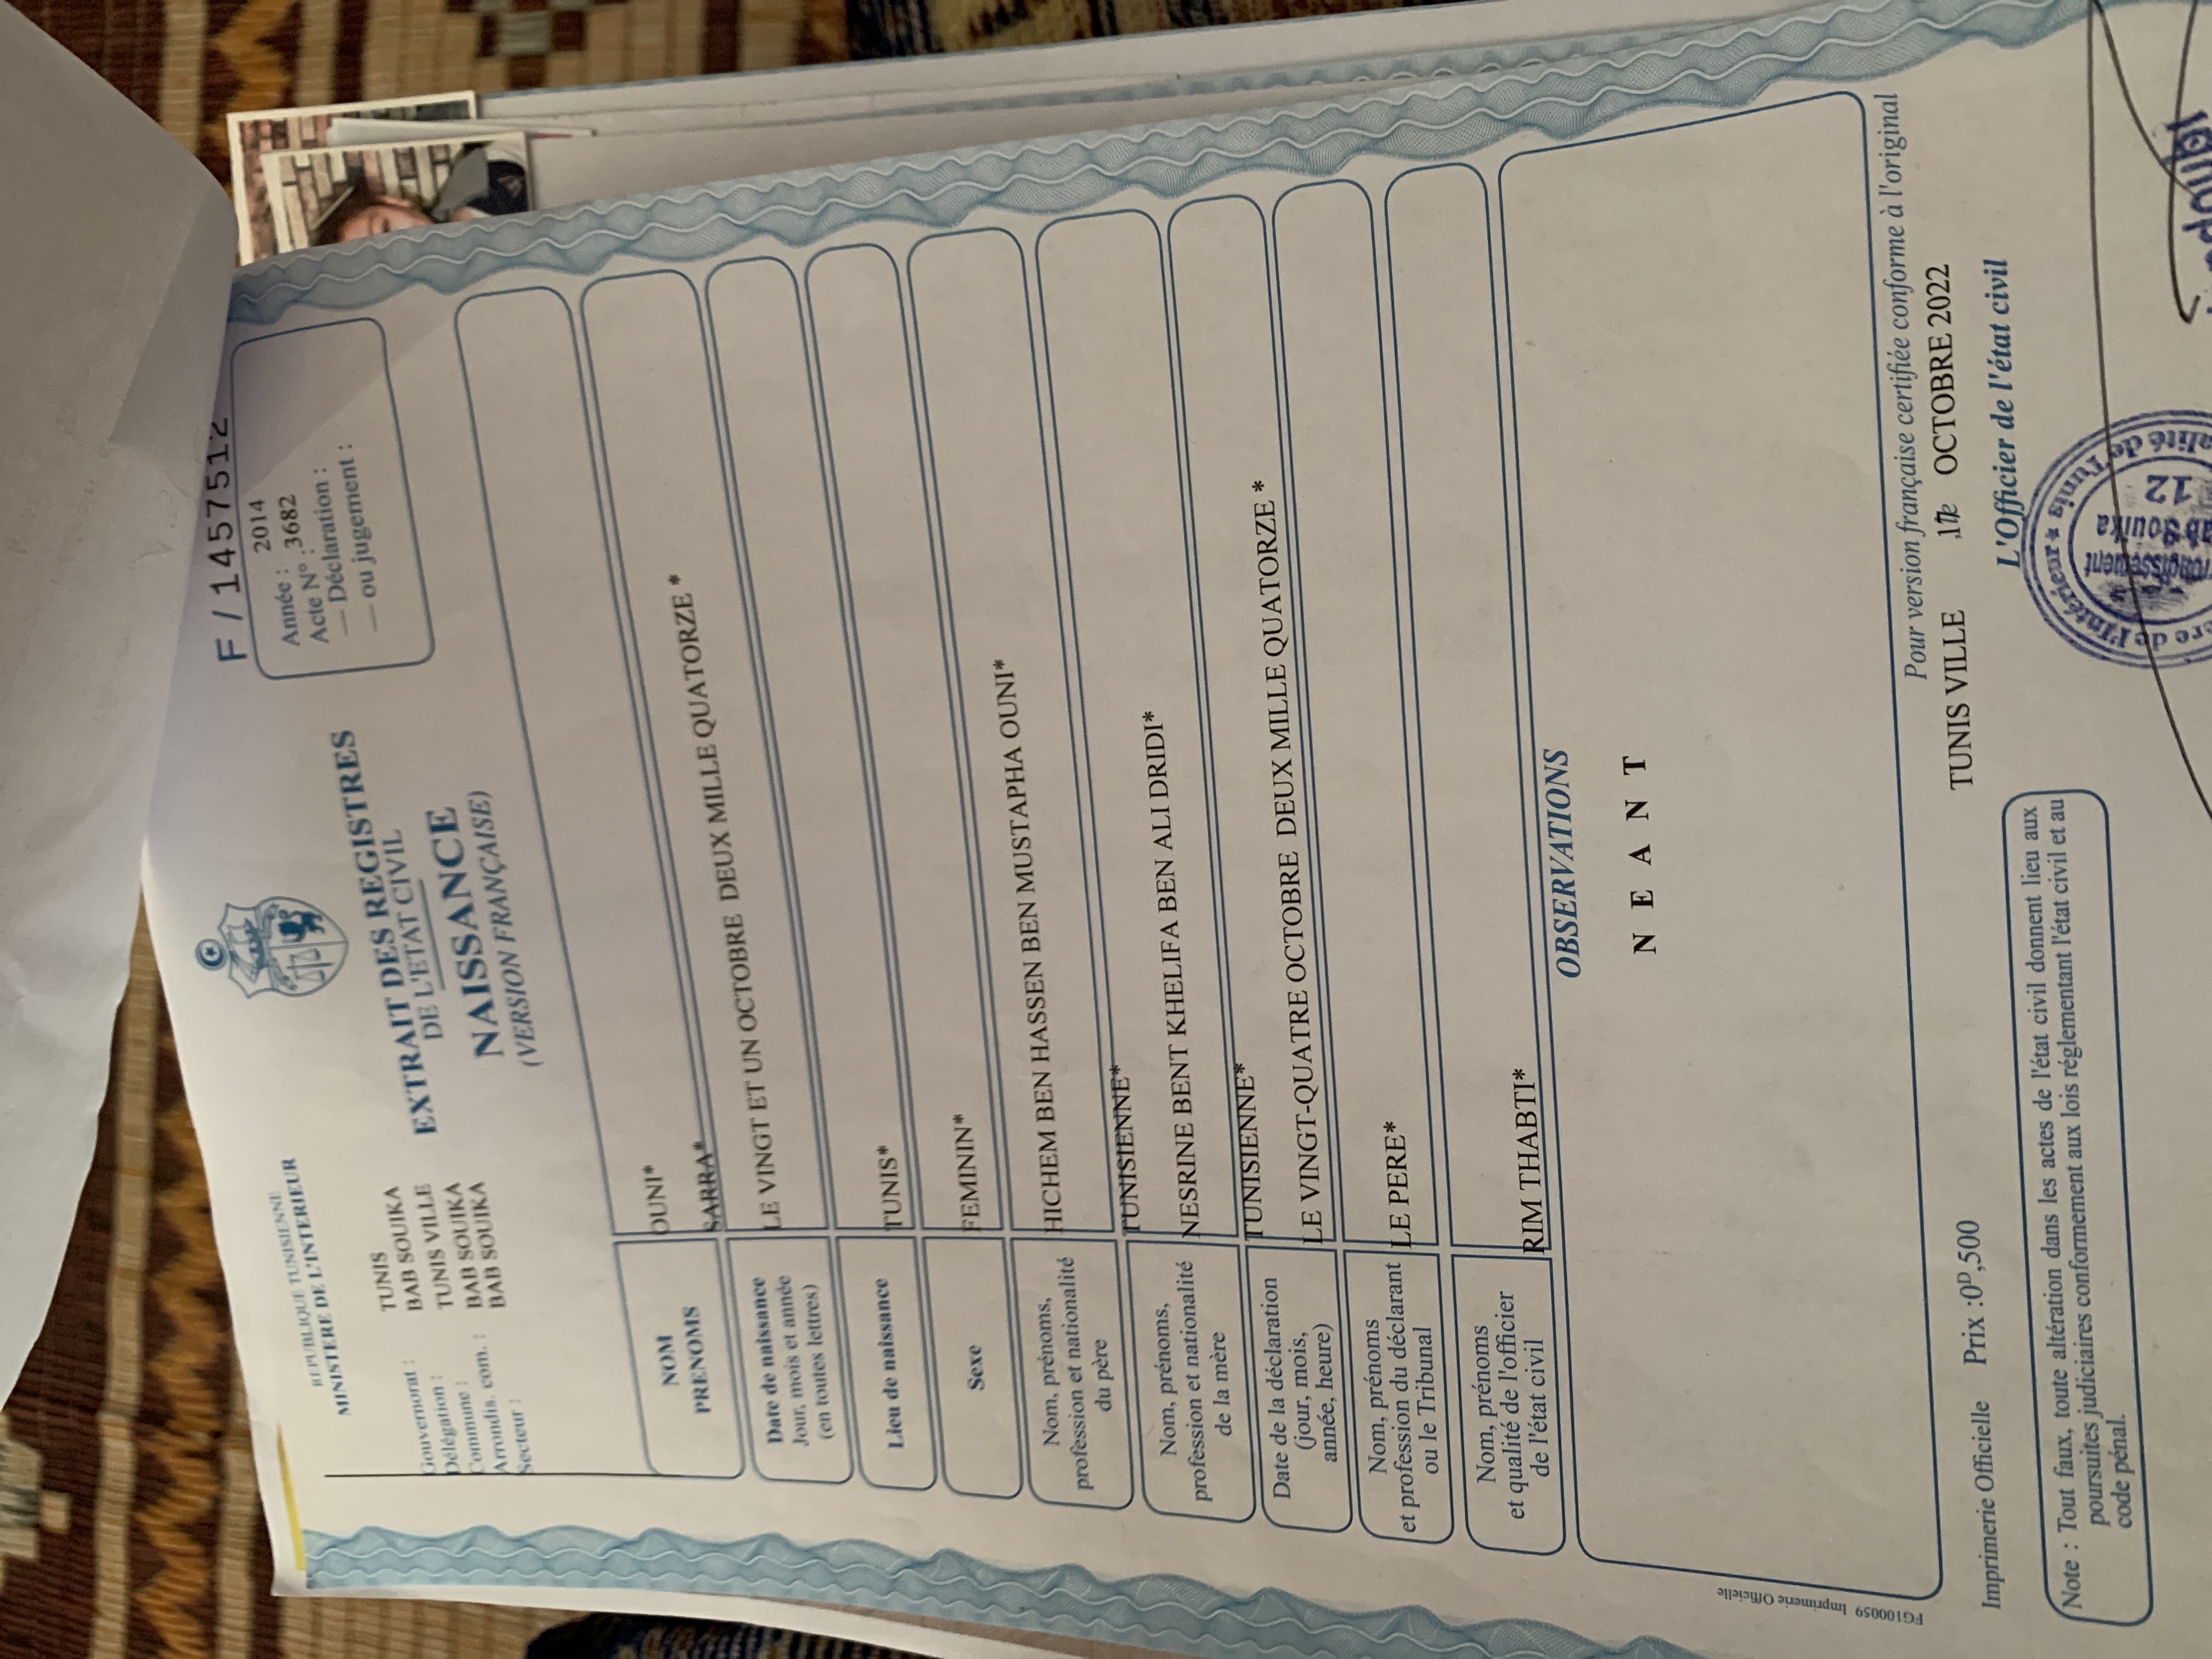 F/1457512
REPUBLIQUE TUNISIENNE
MINISTERE DE L'INTERIEUR
Gouvernorat : TUNIS
Délégation : BAB SOUIKA
Commune : TUNIS VILLE
Arrondis. com. : BAB SOUIKA
Secteur : BAB SOUIKA
EXTRAIT DES REGISTRES
DE L'ETAT CIVIL
NAISSANCE
(VERSION FRANÇAISE)
Année : 2014
Acte N° : 3682
— Déclaration :
— ou jugement :
NOM OUNI*
PRENOMS SARRA*
Date de naissance
Jour, mois et année
(en toutes lettres)
LE VINGT ET UN OCTOBRE DEUX MILLE QUATORZE *
Lieu de naissance TUNIS*
Sexe FEMININ*
Nom, prénoms,
profession et nationalité
du père
HICHEM BEN HASSEN BEN MUSTAPHA OUNI*
TUNISIENNE*
Nom, prénoms,
profession et nationalité
de la mère
NESRINE BENT KHELIFA BEN ALI DRIDI*
TUNISIENNE*
Date de la déclaration
(jour, mois,
année, heure)
LE VINGT-QUATRE OCTOBRE DEUX MILLE QUATORZE *
Nom, prénoms
et profession du déclarant
ou le Tribunal
LE PERE*
Nom, prénoms
et qualité de l'officier
de l'état civil
RIM THABTI*
OBSERVATIONS
N E A N T
FG100059 Imprimerie Officielle
Pour version française certifiée conforme à l'original
TUNIS VILLE OCTOBRE 2022
L'Officier de l'état civil
Imprimerie Officielle Prix :0D,500
Note : Tout faux, toute altération dans les actes de l'état civil donnent lieu aux
poursuites judiciaires conformement aux lois réglementant l'état civil et au
code pénal.
de l'Intérieur * de Tunis
12